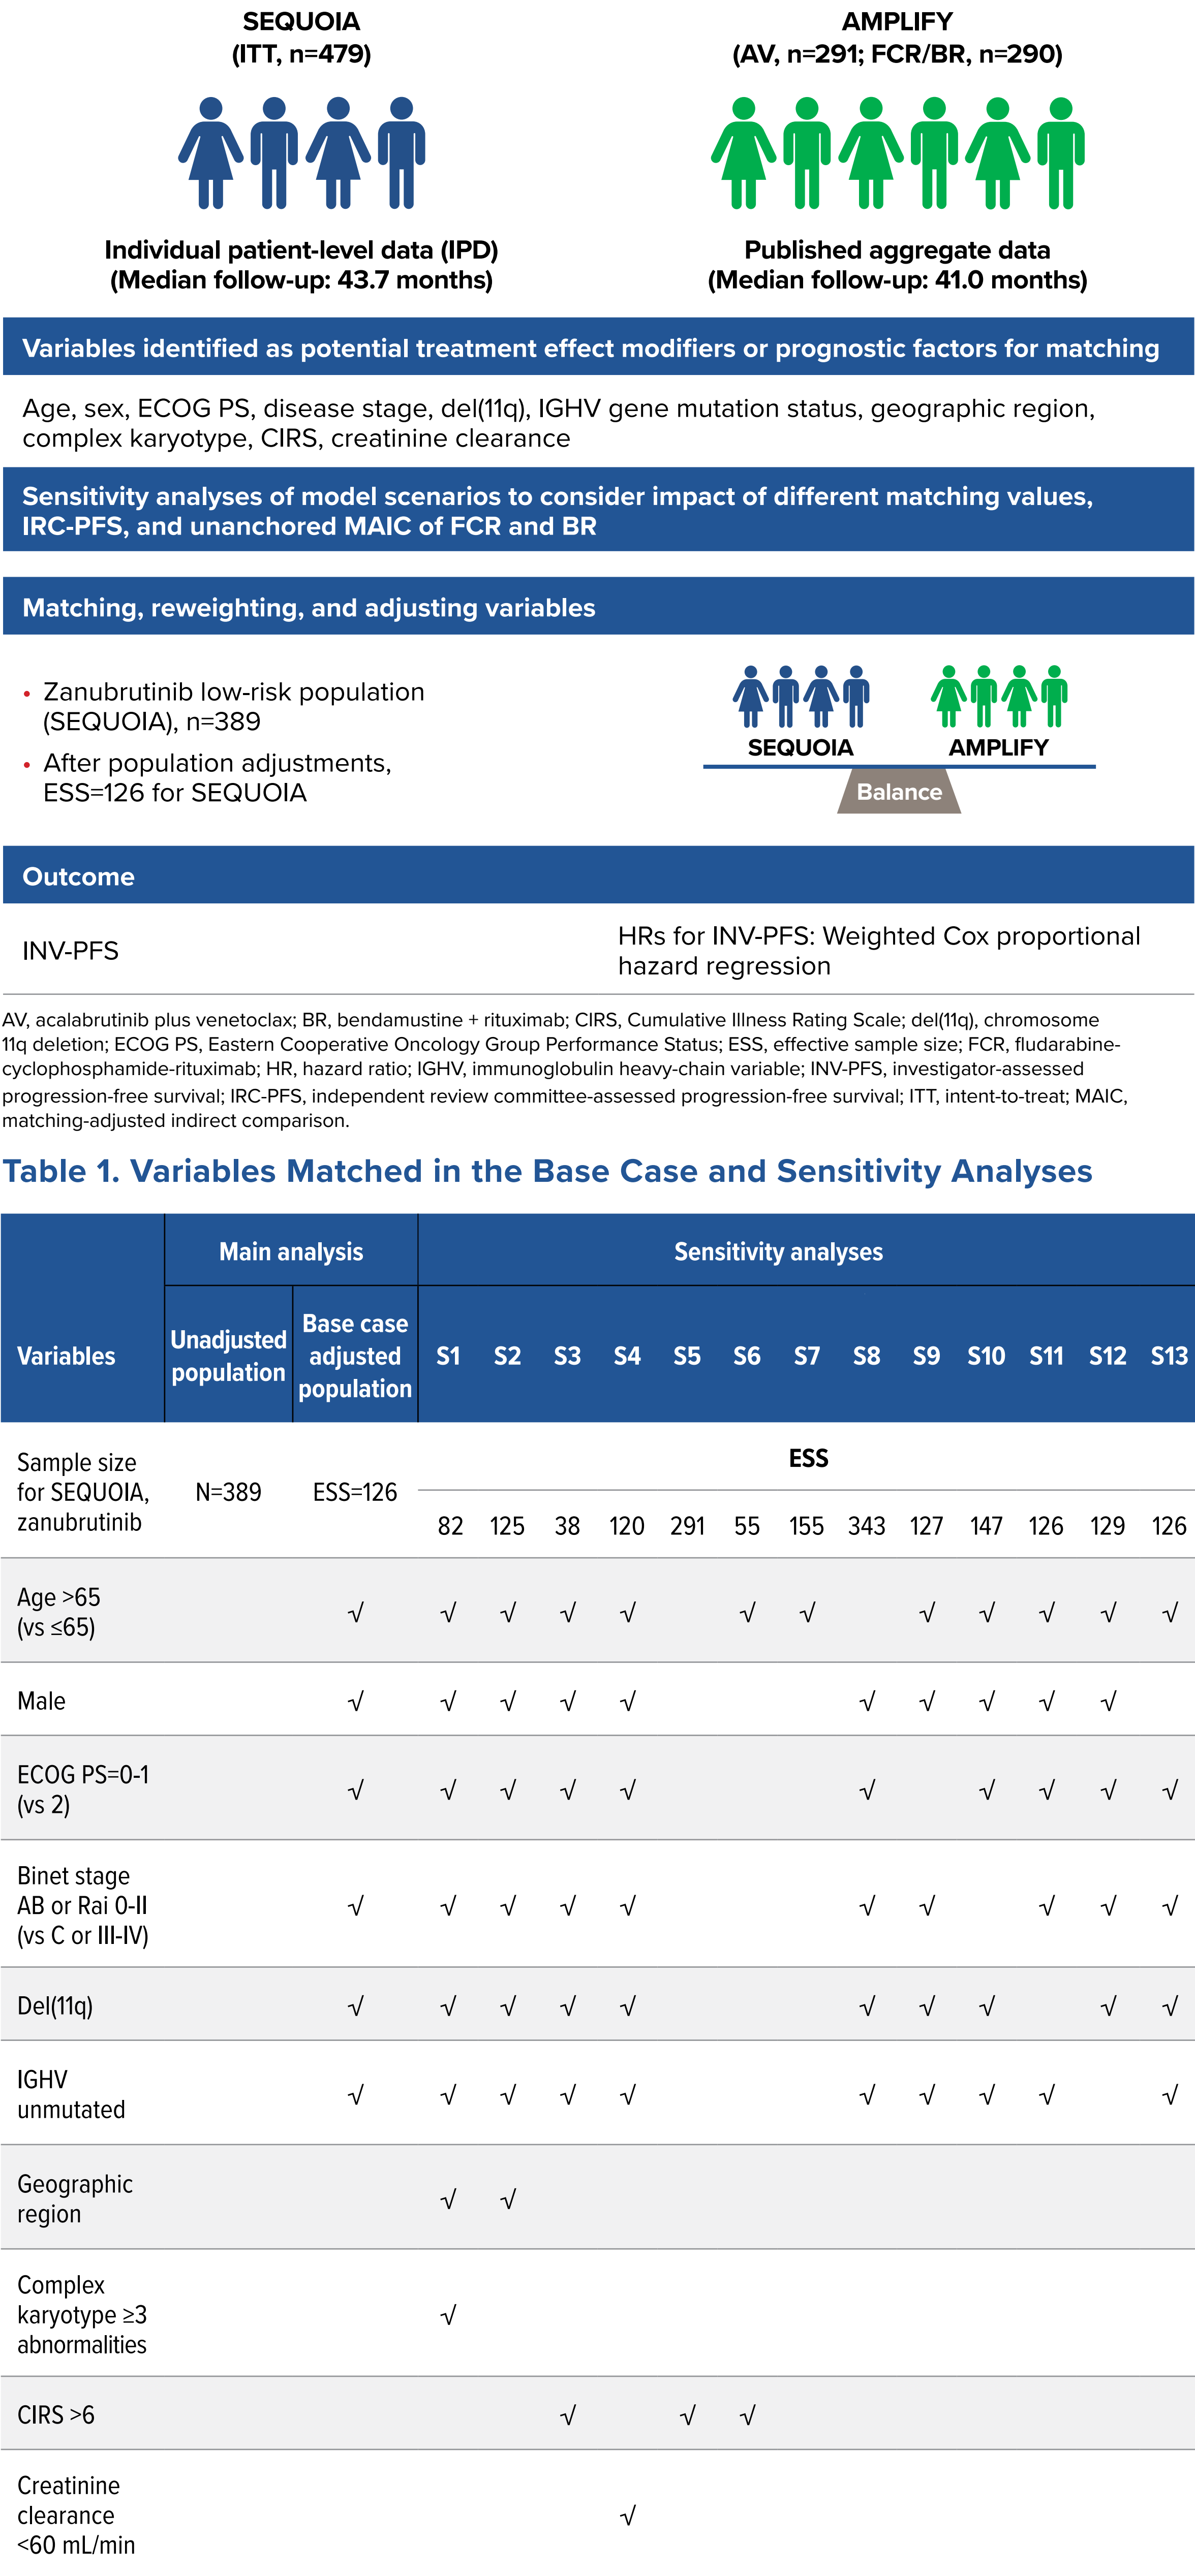 SEQUOIA
(ITT, n=479)
AMPLIFY
(AV, n=291; FCR/BR, n=290)
Individual patient-level data (IPD)
(Median follow-up: 43.7 months)
Published aggregate data
(Median follow-up: 41.0 months)
Variables identified as potential treatment effect modifiers or prognostic factors for matching
Age, sex, ECOG PS, disease stage, del(11q), IGHV gene mutation status, geographic region,
complex karyotype, CIRS, creatinine clearance
Sensitivity analyses of model scenarios to consider impact of different matching values,
IRC-PFS, and unanchored MAIC of FCR and BR
Matching, reweighting, and adjusting variables
• Zanubrutinib low-risk population
(SEQUOIA), n=389
• After population adjustments,
ESS=126 for SEQUOIA
SEQUOIA AMPLIFY
Balance
Outcome
INV-PFS
HRs for INV-PFS: Weighted Cox proportional
hazard regression
AV, acalabrutinib plus venetoclax; BR, bendamustine + rituximab; CIRS, Cumulative Illness Rating Scale; del(11q), chromosome
11q deletion; ECOG PS, Eastern Cooperative Oncology Group Performance Status; ESS, effective sample size; FCR, fludarabine-
cyclophosphamide-rituximab; HR, hazard ratio; IGHV, immunoglobulin heavy-chain variable; INV-PFS, investigator-assessed
progression-free survival; IRC-PFS, independent review committee-assessed progression-free survival; ITT, intent-to-treat; MAIC,
matching-adjusted indirect comparison.
Table 1. Variables Matched in the Base Case and Sensitivity Analyses
Main analysis Sensitivity analyses
Variables
Unadjusted
population
Base case
adjusted
population
S1 S2 S3 S4 S5 S6 S7 S8 S9 S10 S11 S12 S13
Sample size
for SEQUOIA,
zanubrutinib
N=389 ESS=126
ESS
82 125 38 120 291 55 155 343 127 147 126 129 126
Age >65
(vs ≤65)
√ √ √ √ √ √ √ √ √ √ √ √
Male
√ √ √ √ √ √ √ √ √ √
ECOG PS=0-1
(vs 2)
√ √ √ √ √ √ √ √ √ √
Binet stage
AB or Rai 0-II
(vs C or III-IV)
√ √ √ √ √ √ √ √ √ √
Del(11q)
√ √ √ √ √ √ √ √ √ √
IGHV
unmutated
√ √ √ √ √ √ √ √ √ √
Geographic
region
√ √
Complex
karyotype ≥3
abnormalities
√
CIRS >6
√ √ √
Creatinine
clearance
<60 mL/min
√